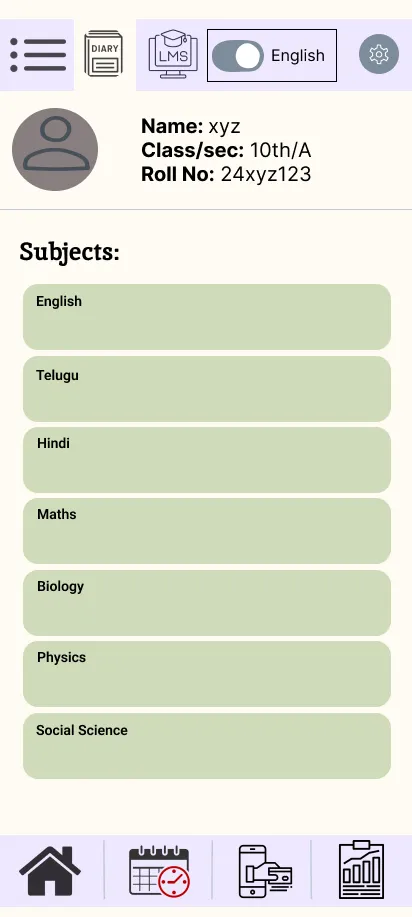 DIARY
LMS
English
Name: xyz
Class/sec: 10th/A
Roll No: 24xyz123
Subjects:
English
Telugu
Hindi
Maths
Biology
Physics
Social Science